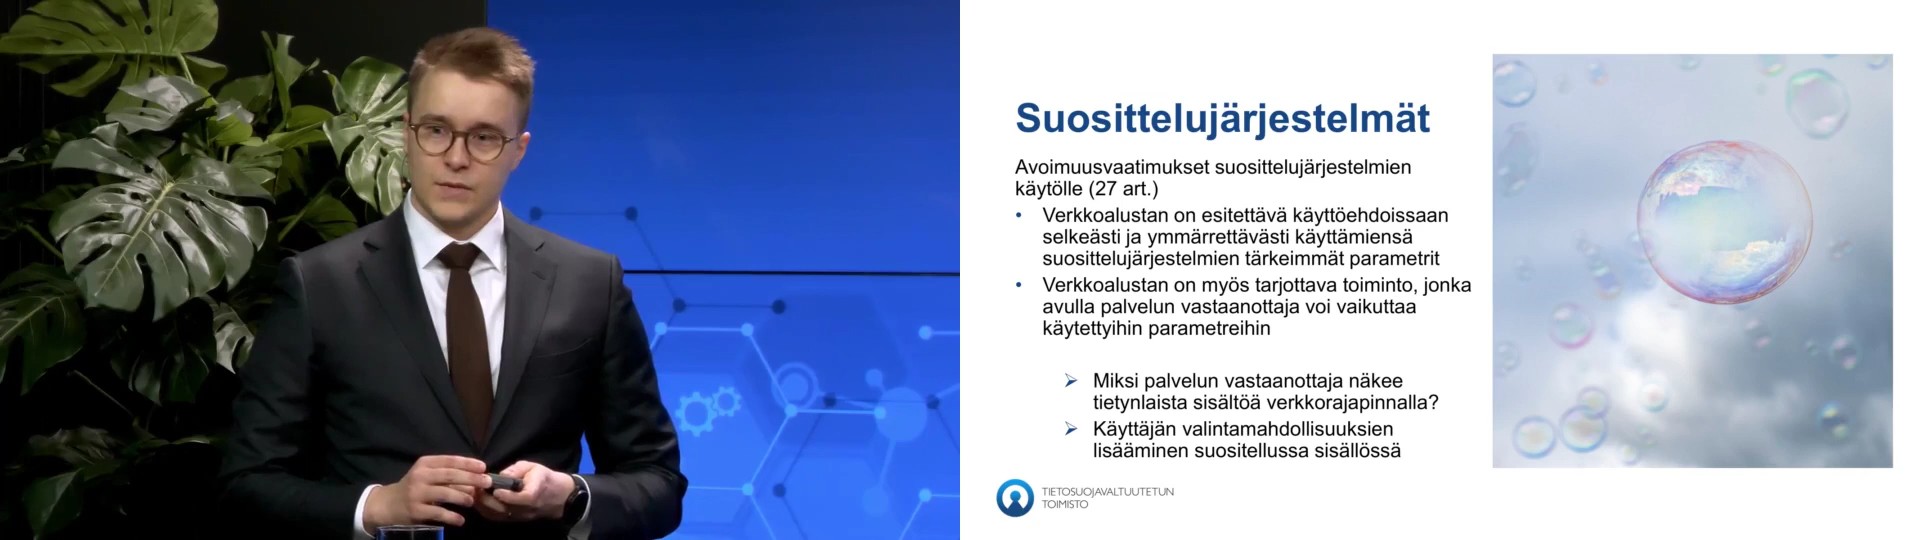 Suosittelujärjestelmät
Avoimuusvaatimukset suosittelujärjestelmien
käytölle (27 art.)
• Verkkoalustan on esitettävä käyttöehdoissaan
selkeästi ja ymmärrettävästi käyttämiensä
suosittelujärjestelmien tärkeimmät parametrit
• Verkkoalustan on myös tarjottava toiminto, jonka
avulla palvelun vastaanottaja voi vaikuttaa
käytettyihin parametreihin
➢ Miksi palvelun vastaanottaja näkee
tietynlaista sisältöä verkkorajapinnalla?
➢ Käyttäjän valintamahdollisuuksien
lisääminen suositellussa sisällössä
TIETOSUOJAVALTUUTETUN
TOIMISTO